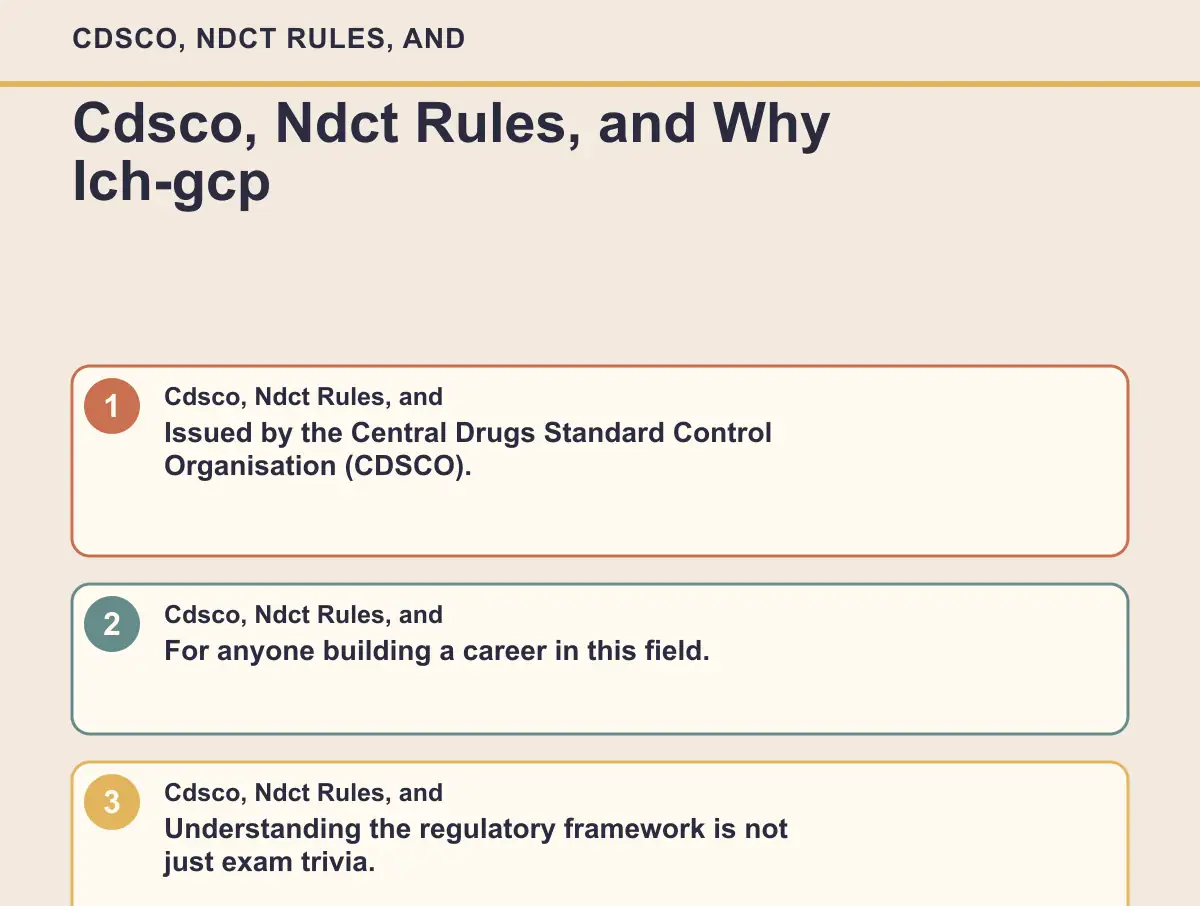 CDSCO, NDCT RULES, AND
Cdsco, Ndct Rules, and Why
Ich-gcp
1
Cdsco, Ndct Rules, and
Issued by the Central Drugs Standard Control
Organisation (CDSCO).
2
Cdsco, Ndct Rules, and
For anyone building a career in this field.
3
Cdsco, Ndct Rules, and
Understanding the regulatory framework is not
just exam trivia.